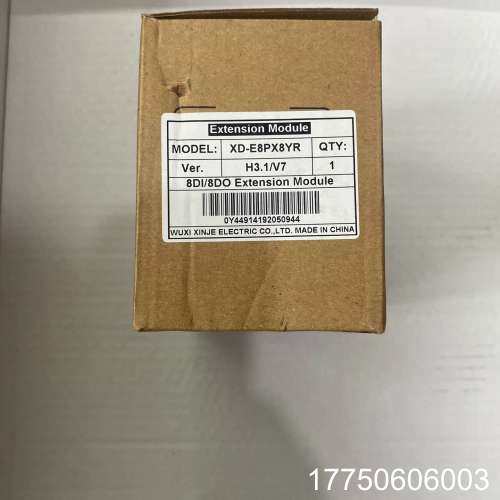 Extension Module
MODEL: XD-E8PX8YR QTY:
Ver. H3.1/V7 1
8DI/8DO Extension Module
0Y44914192050944
WUXI XINJE ELECTRIC CO.,LTD. MADE IN CHINA
17750606003